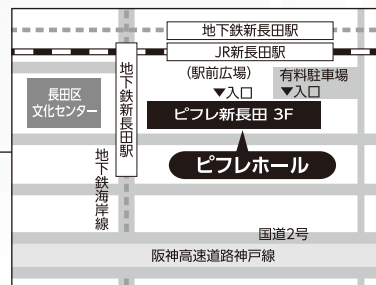 地下鉄新長田駅
JR新長田駅
(駅前広場)
▼入口
有料駐車場
▼入口
長田区
文化センター
地下鉄新長田駅
ピフレ新長田 3F
ピフレホール
地下鉄海岸線
国道2号
阪神高速道路神戸線